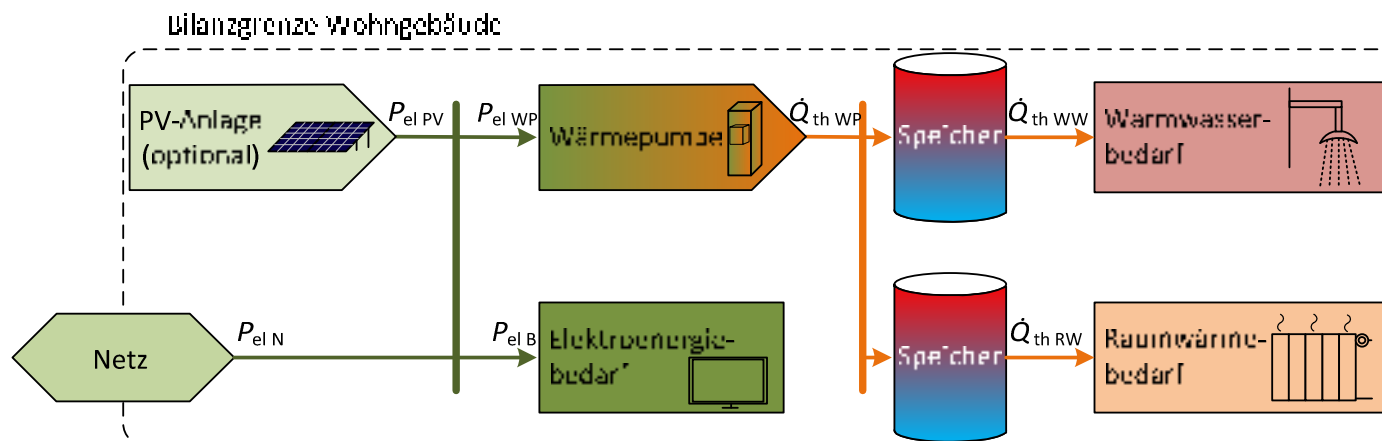 Bilanzgrenze Wohngebäude
PV-Anlage
(optional)
P el PV
P el WP
Wärmepumpe
Q̇ th WP
Speicher
Q̇ th WW
Warmwasser-
bedarf
Netz
P el N
P el B
Elektroenergie-
bedarf
Speicher
Q̇ th RW
Raumwärme-
bedarf